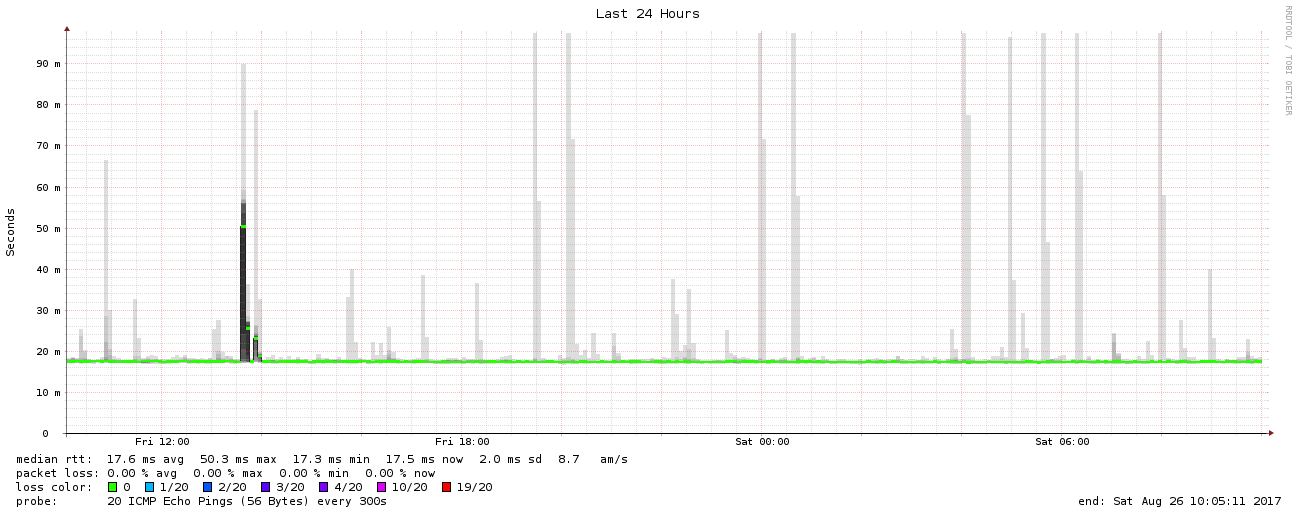 Last 24 Hours
RRDTOOL / TOBI OETIKER
Seconds
90 m
80 m
70 m
60 m
50 m
40 m
30 m
20 m
10 m
0
Fri 12:00 Fri 18:00 Sat 00:00 Sat 06:00
median rtt: 17.6 ms avg 50.3 ms max 17.3 ms min 17.5 ms now 2.0 ms sd 8.7 am/s
packet loss: 0.00 % avg 0.00 % max 0.00 % min 0.00 % now
loss color: 0 1/20 2/20 3/20 4/20 10/20 19/20
probe: 20 ICMP Echo Pings (56 Bytes) every 300s end: Sat Aug 26 10:05:11 2017